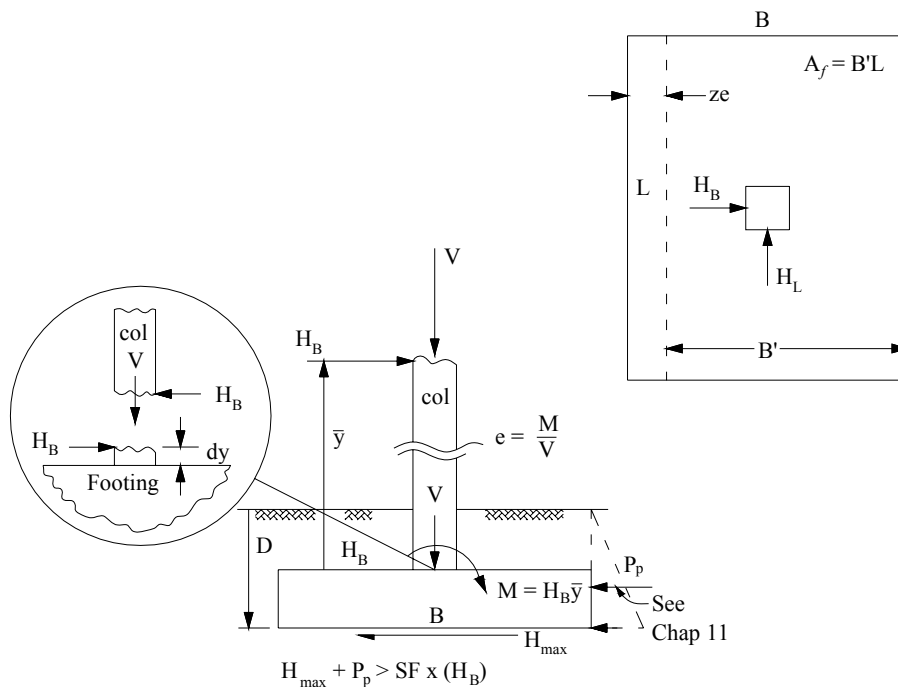 B
A_f = B'L
ze
L
H_B
H_L
B'
V
H_B
col
ȳ
e = M/V
V
col
V
H_B
H_B
dy
Footing
D
H_B
M = H_Bȳ
P_p
See
Chap 11
B
H_max
H_max + P_p > SF x (H_B)